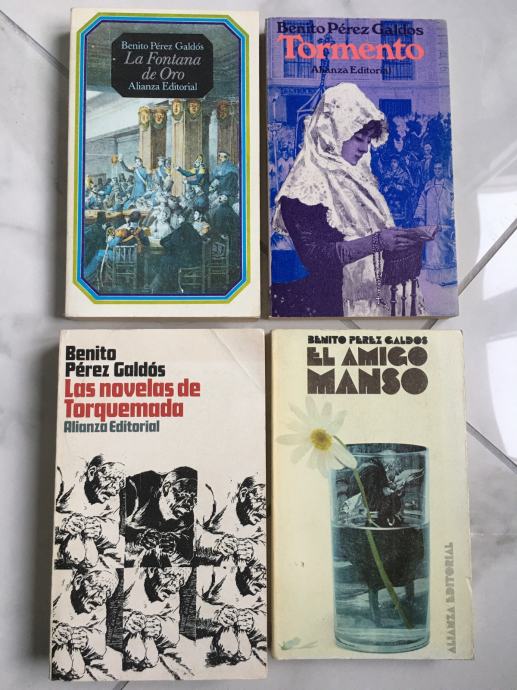 Benito Pérez Galdós
La Fontana
de Oro
Alianza Editorial
Benito Pérez Galdós
Tormento
Alianza Editorial
Benito
Pérez Galdós
Las novelas de
Torquemada
Alianza Editorial
BENITO PEREZ GALDOS
EL AMIGO
MANSO
ALIANZA EDITORIAL